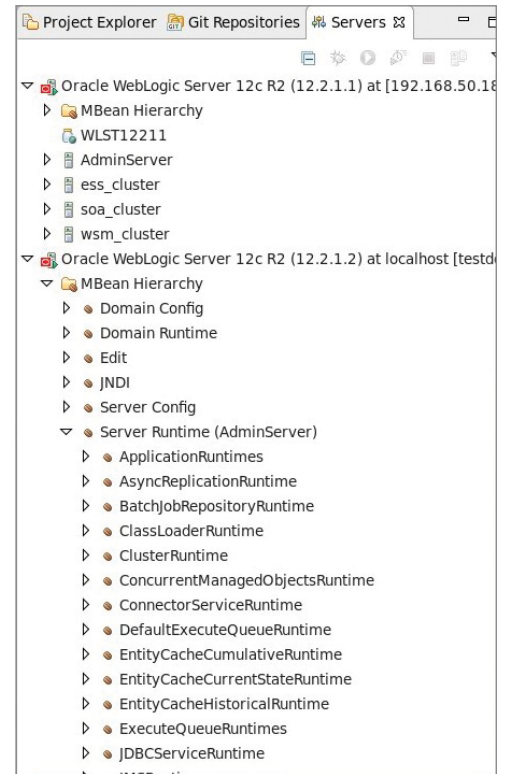 Project Explorer Git Repositories Servers
Oracle WebLogic Server 12c R2 (12.2.1.1) at [192.168.50.18
MBean Hierarchy
WLST12211
AdminServer
ess_cluster
soa_cluster
wsm_cluster
Oracle WebLogic Server 12c R2 (12.2.1.2) at localhost [testd
MBean Hierarchy
Domain Config
Domain Runtime
Edit
JNDI
Server Config
Server Runtime (AdminServer)
ApplicationRuntimes
AsyncReplicationRuntime
BatchJobRepositoryRuntime
ClassLoaderRuntime
ClusterRuntime
ConcurrentManagedObjectsRuntime
ConnectorServiceRuntime
DefaultExecuteQueueRuntime
EntityCacheCumulativeRuntime
EntityCacheCurrentStateRuntime
EntityCacheHistoricalRuntime
ExecuteQueueRuntimes
JDBCServiceRuntime